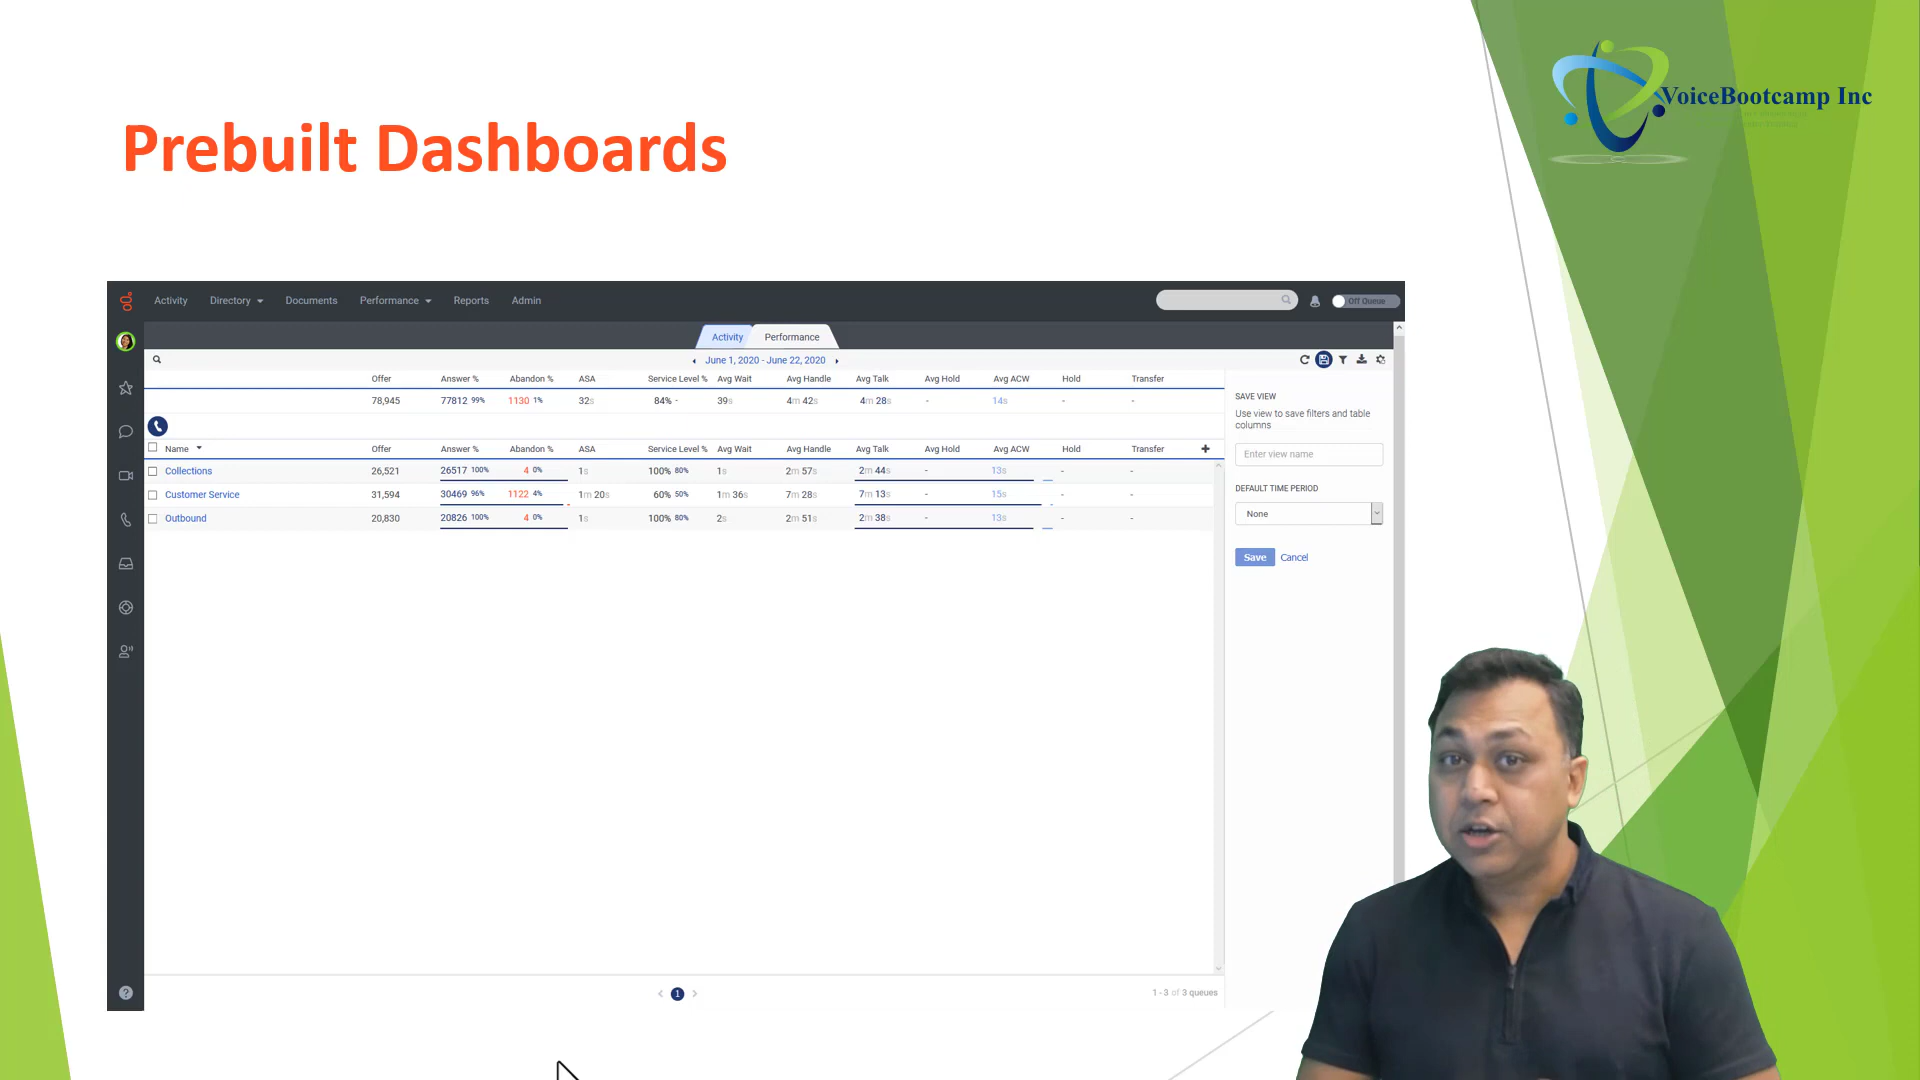 VoiceBootcamp Inc
Prebuilt Dashboards
Activity Directory Documents Performance Reports Admin Off Queue
Activity Performance
June 1, 2020 - June 22, 2020
Offer Answer % Abandon % ASA Service Level % Avg Wait Avg Handle Avg Talk Avg Hold Avg ACW Hold Transfer
78,945 77812 99% 1130 1% 32s 84% - 39s 4m 42s 4m 28s - 14s - -
Name Offer Answer % Abandon % ASA Service Level % Avg Wait Avg Handle Avg Talk Avg Hold Avg ACW Hold Transfer +
Collections 26,521 26517 100% 4 0% 1s 100% 80% 1s 2m 57s 2m 44s - 13s - -
Customer Service 31,594 30469 96% 1122 4% 1m 20s 60% 50% 1m 36s 7m 28s 7m 13s - 15s - -
Outbound 20,830 20826 100% 4 0% 1s 100% 80% 2s 2m 51s 2m 38s - 13s - -
SAVE VIEW
Use view to save filters and table
columns
Enter view name
DEFAULT TIME PERIOD
None
Save Cancel
1
1 - 3 of 3 queues